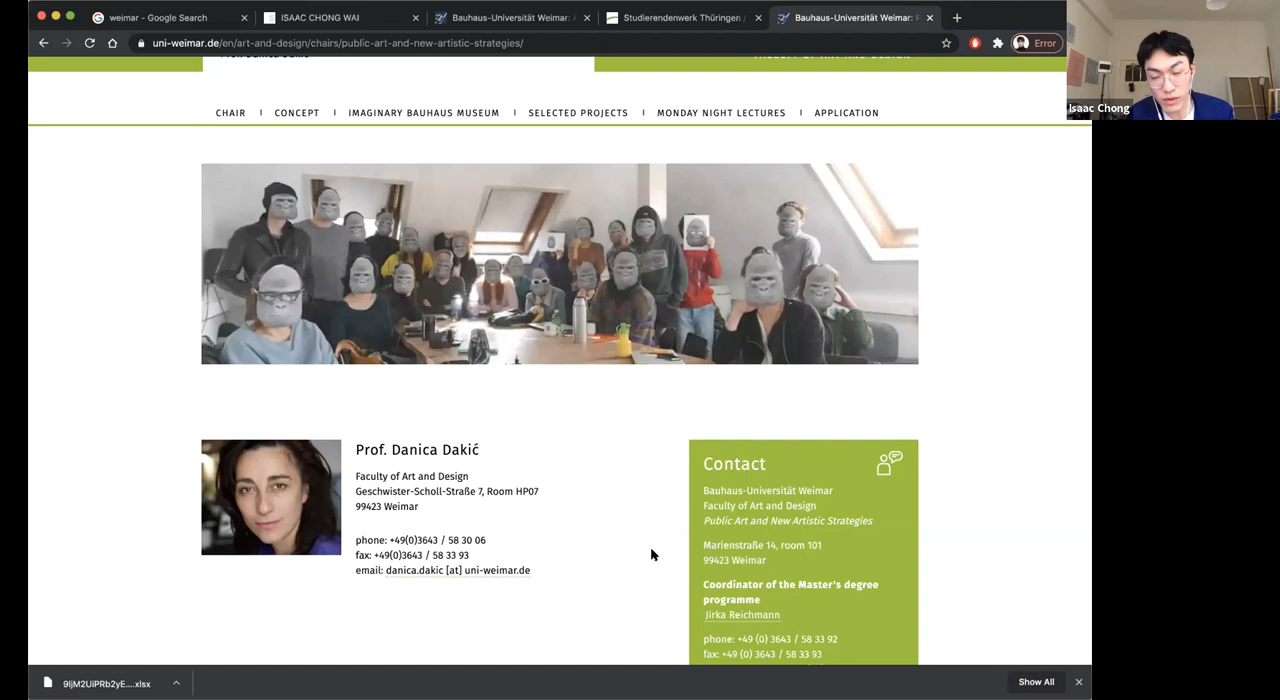 weimar - Google Search
ISAAC CHONG WAI
Bauhaus-Universität Weimar:
Studierendenwerk Thüringen /
Bauhaus-Universität Weimar:
uni-weimar.de/en/art-and-design/chairs/public-art-and-new-artistic-strategies/
Error
Isaac Chong
CHAIR
CONCEPT
IMAGINARY BAUHAUS MUSEUM
SELECTED PROJECTS
MONDAY NIGHT LECTURES
APPLICATION
Prof. Danica Dakić
Faculty of Art and Design
Geschwister-Scholl-Straße 7, Room HP07
99423 Weimar
phone: +49(0)3643 / 58 30 06
fax: +49(0)3643 / 58 33 93
email: danica.dakic [at] uni-weimar.de
Contact
Bauhaus-Universität Weimar
Faculty of Art and Design
Public Art and New Artistic Strategies
Marienstraße 14, room 101
99423 Weimar
Coordinator of the Master's degree
programme
Jirka Reichmann
phone: +49 (0) 3643 / 58 33 92
fax: +49 (0) 3643 / 58 33 93
9IjM2UiPRb2yE....xlsx
Show All